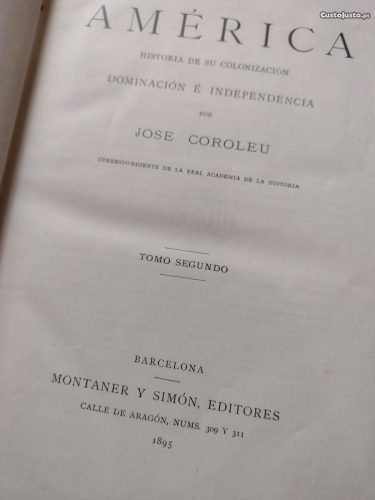 CustoJusto.pt
AMÉRICA
HISTORIA DE SU COLONIZACIÓN
DOMINACIÓN É INDEPENDENCIA
POR
JOSE COROLEU
CORRESPONDIENTE DE LA REAL ACADEMIA DE LA HISTORIA
TOMO SEGUNDO
BARCELONA
MONTANER Y SIMÓN, EDITORES
CALLE DE ARAGÓN, NUMS. 309 Y 311
1895